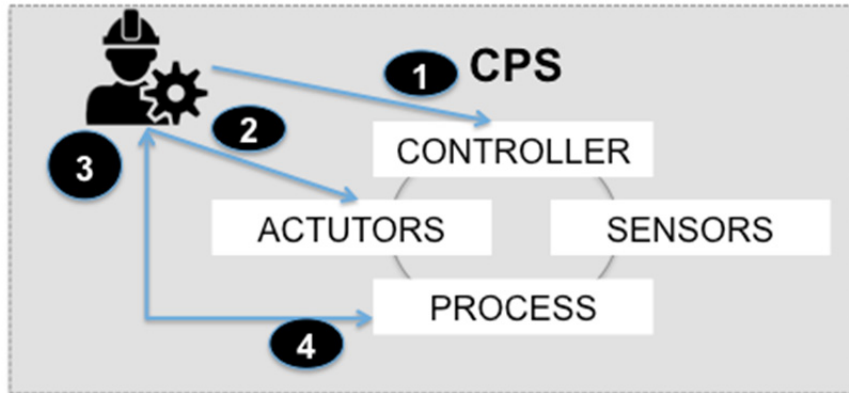 1 CPS
2
CONTROLLER
3
ACTUTORS SENSORS
PROCESS
4